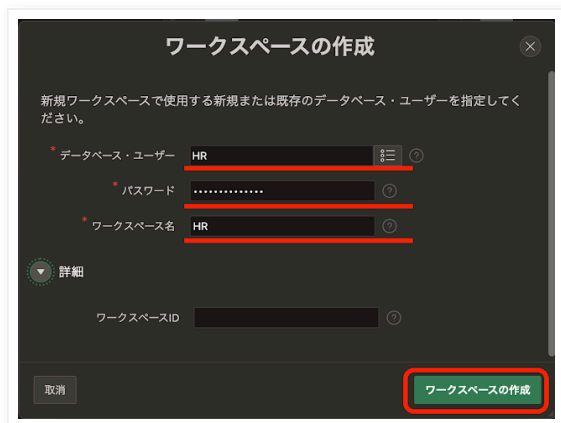 ワークスペースの作成
新規ワークスペースで使用する新規または既存のデータベース・ユーザーを指定してく
ださい。
* データベース・ユーザー HR
* パスワード ••••••••••••••
* ワークスペース名 HR
詳細
ワークスペースID
取消 ワークスペースの作成